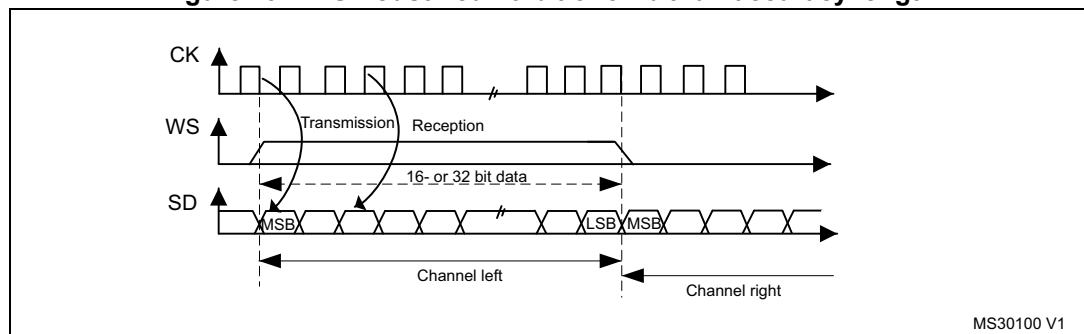 CK
Transmission
Reception
WS
16- or 32 bit data
SD
MSB
LSB
MSB
Channel left
Channel right
MS30100 V1